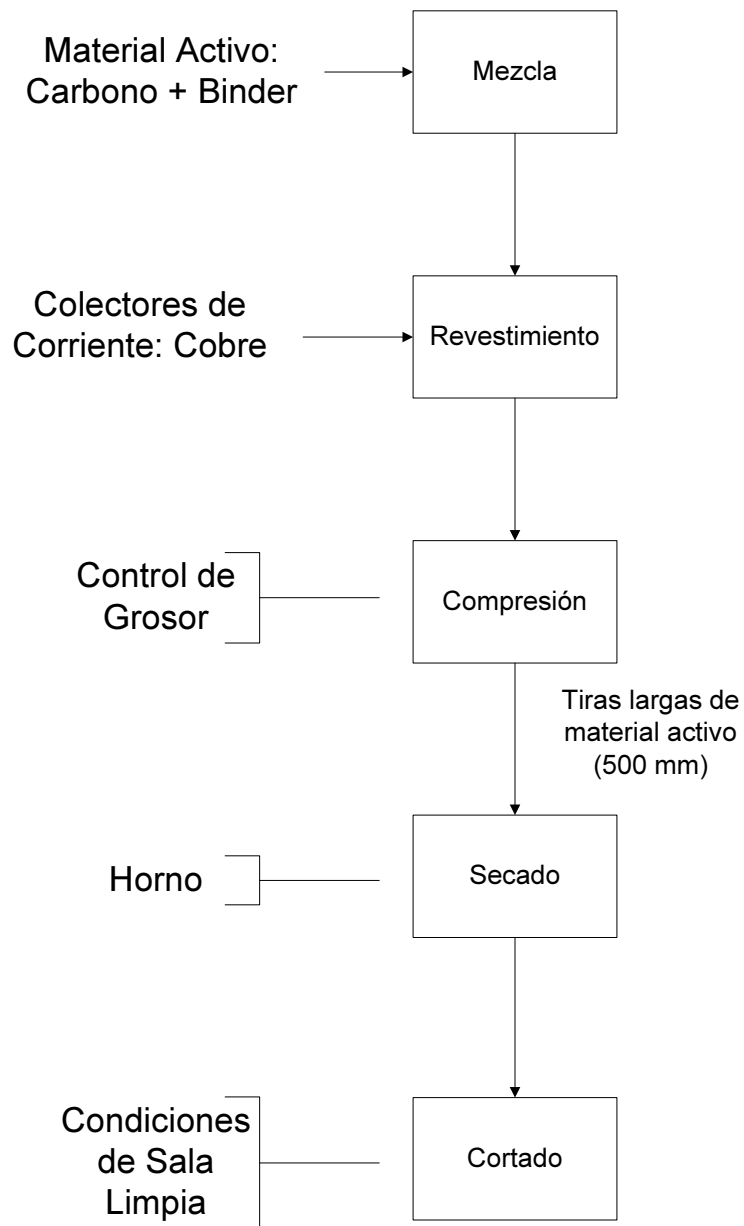 Material Activo:
Carbono + Binder
Mezcla
Colectores de
Corriente: Cobre
Revestimiento
Control de
Grosor
Compresión
Tiras largas de
material activo
(500 mm)
Horno
Secado
Condiciones
de Sala
Limpia
Cortado